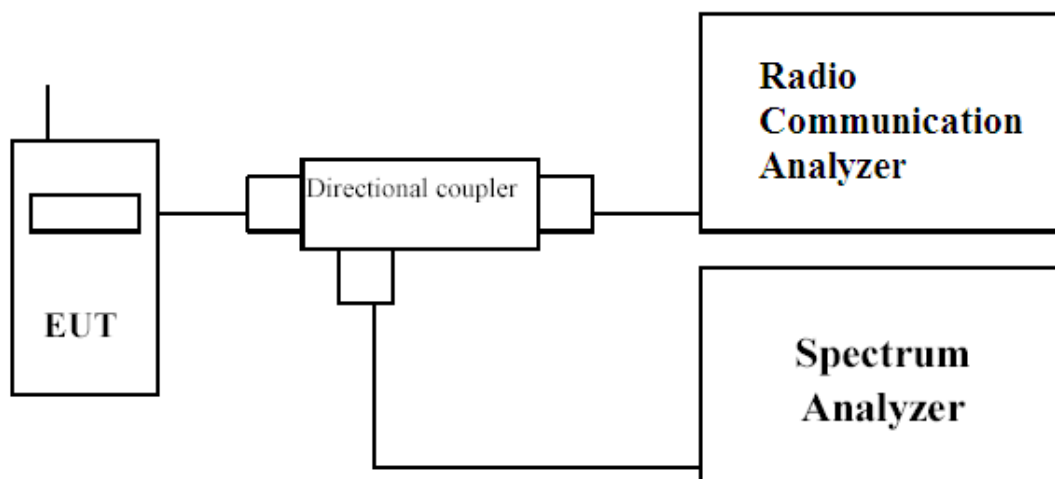 Radio
Communication
Analyzer
Directional coupler
EUT
Spectrum
Analyzer